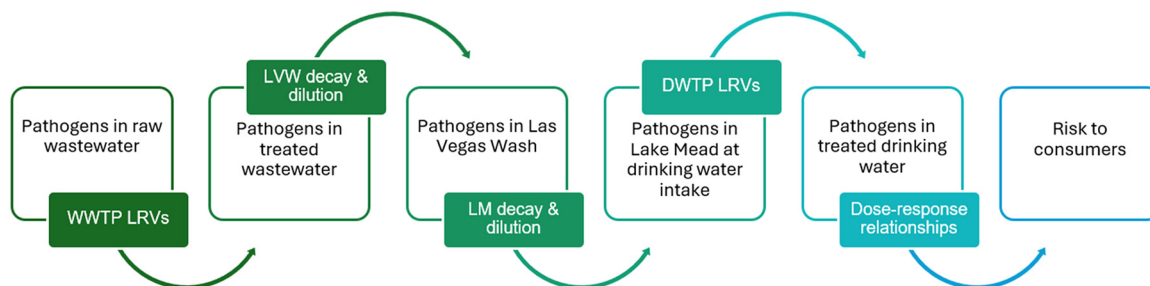 Pathogens in raw
wastewater
WWTP LRVs
LVW decay &
dilution
Pathogens in
treated
wastewater
Pathogens in Las
Vegas Wash
LM decay &
dilution
DWTP LRVs
Pathogens in
Lake Mead at
drinking water
intake
Pathogens in
treated drinking
water
Dose-response
relationships
Risk to
consumers